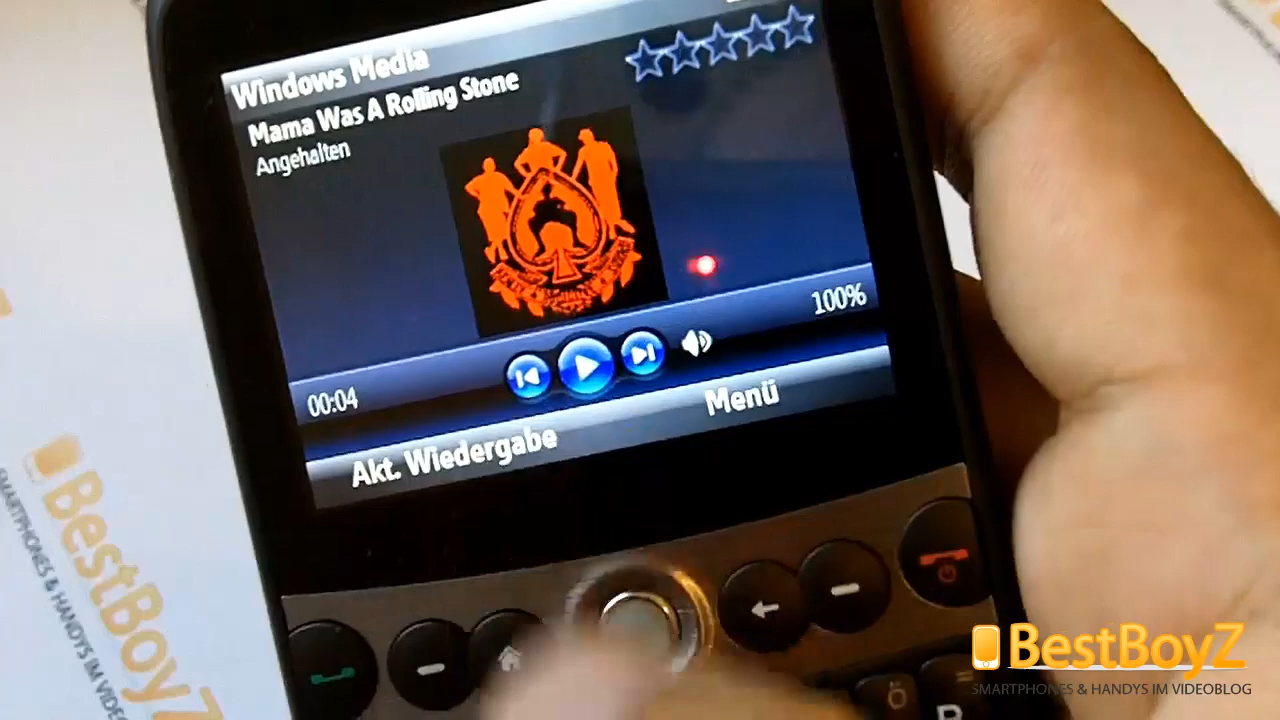 Windows Media
Mama Was A Rolling Stone
Angehalten
100%
00:04
Menü
Akt. Wiedergabe
BestBoyZ
SMARTPHONES & HANDYS IM VIDEO
Ö
BestBoyZ
SMARTPHONES & HANDYS IM VIDEOBLOG